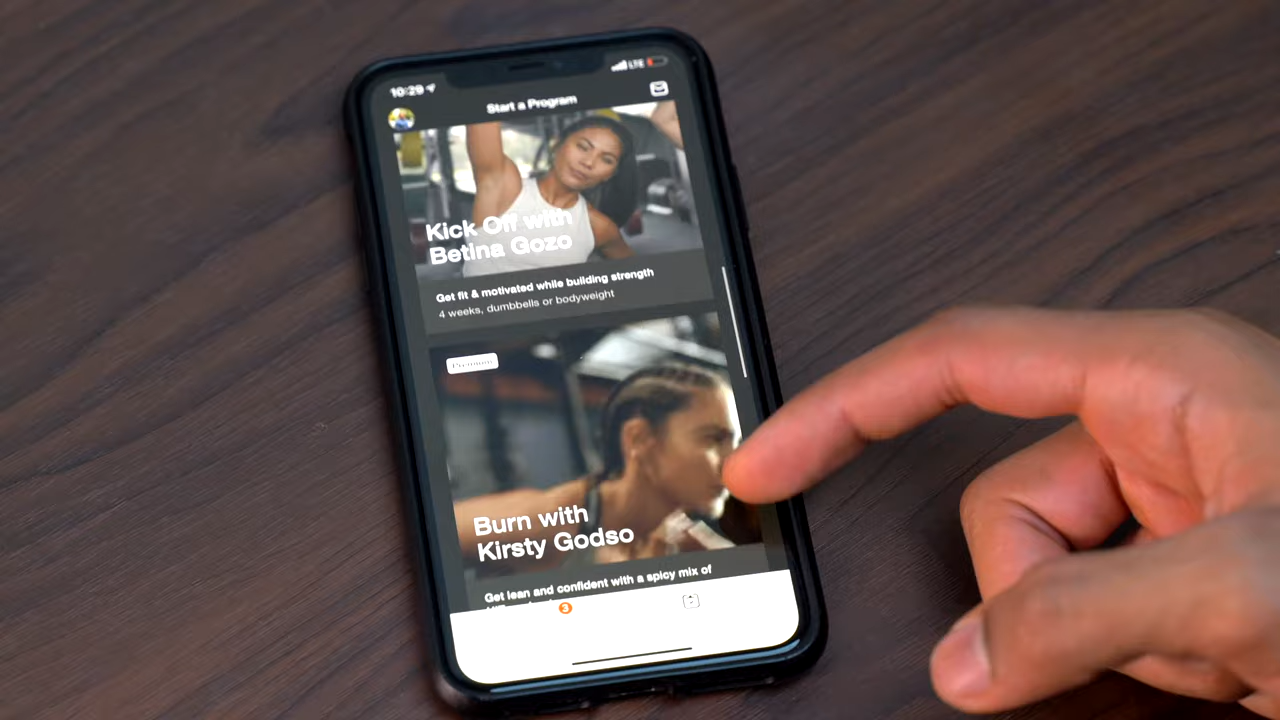 10:29
LTE
Start a Program
Kick Off with
Betina Gozo
Get fit & motivated while building strength
4 weeks, dumbbells or bodyweight
Premium
Burn with
Kirsty Godso
Get lean and confident with a spicy mix of
3